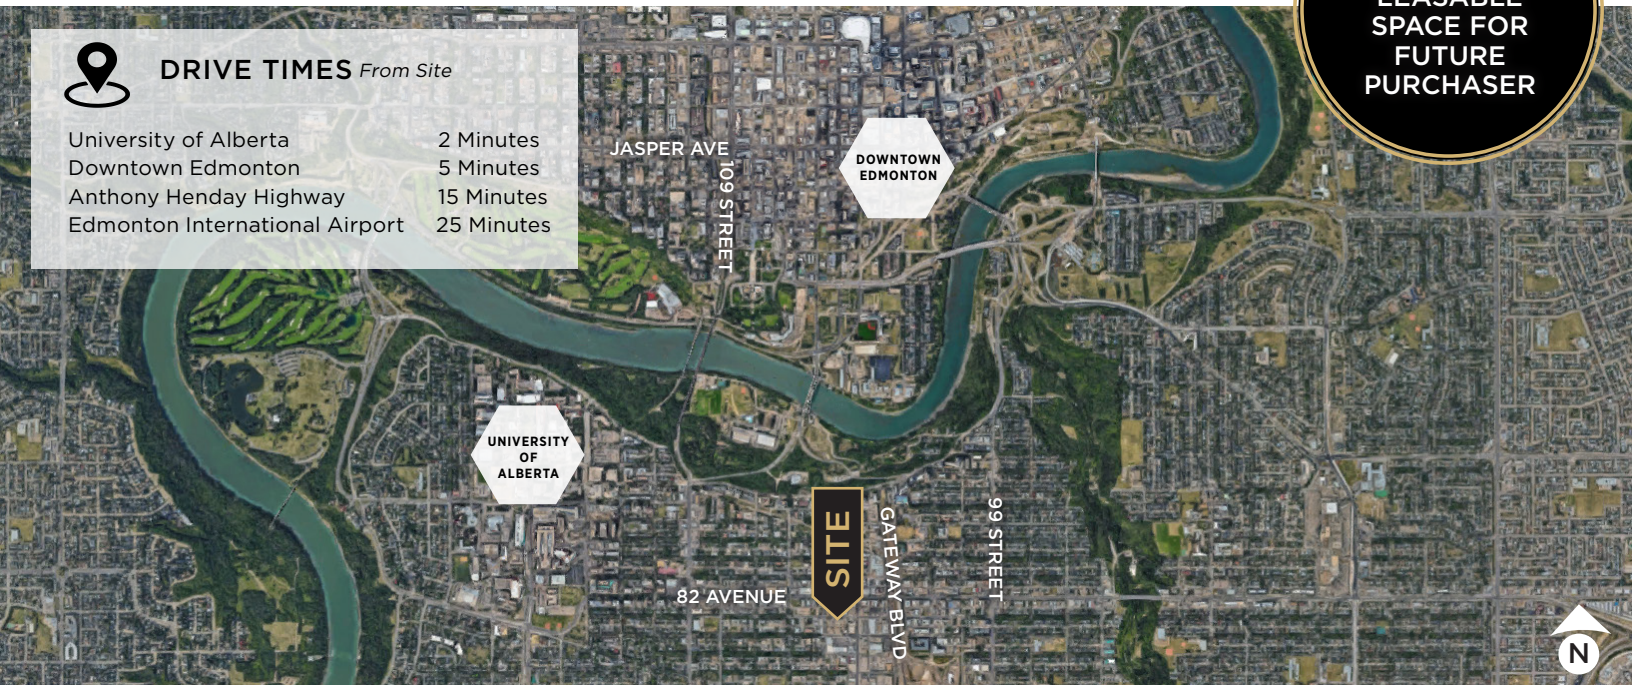 LEASABLE
SPACE FOR
FUTURE
PURCHASER
DRIVE TIMES From Site
University of Alberta 2 Minutes
Downtown Edmonton 5 Minutes
Anthony Henday Highway 15 Minutes
Edmonton International Airport 25 Minutes
JASPER AVE
109 STREET
DOWNTOWN
EDMONTON
UNIVERSITY
OF
ALBERTA
SITE
GATEWAY BLVD
99 STREET
82 AVENUE
N